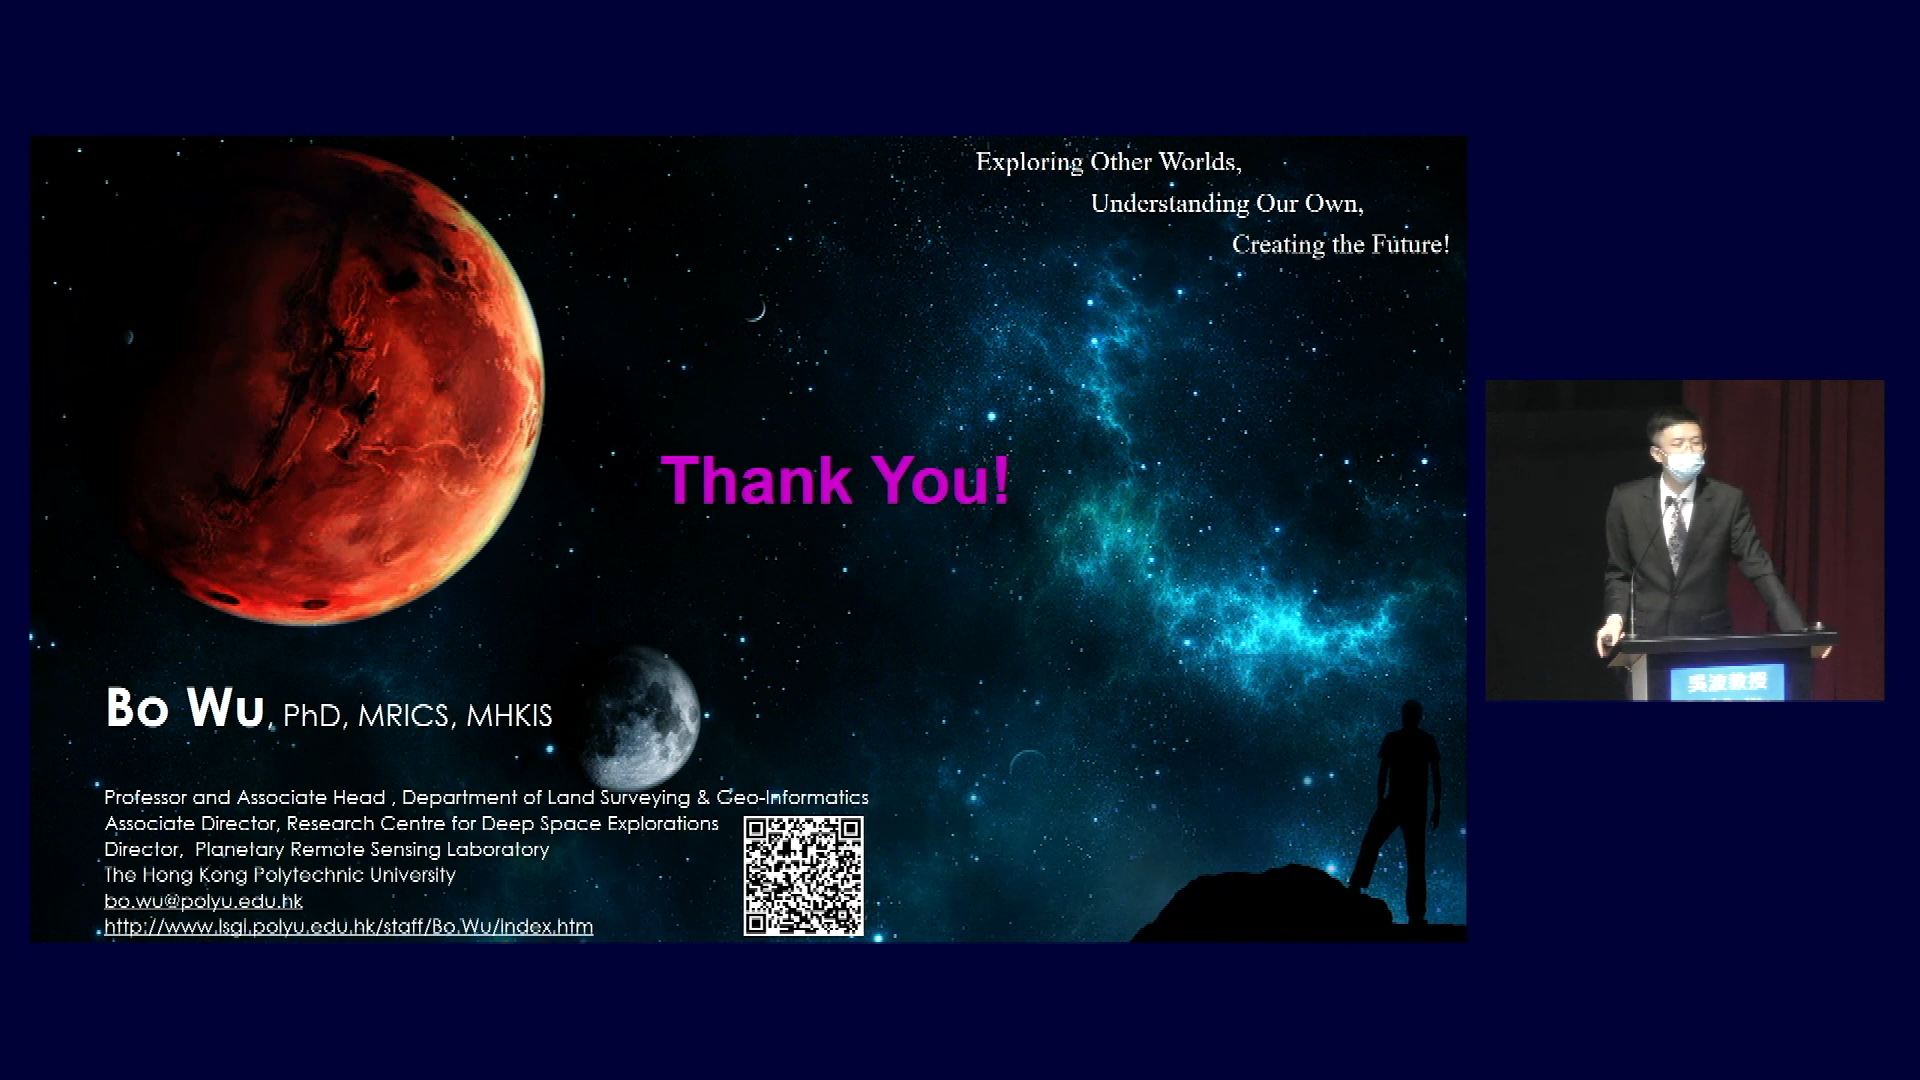 Exploring Other Worlds,
Understanding Our Own,
Creating the Future!
Thank You!
Bo Wu, PhD, MRICS, MHKIS
Professor and Associate Head , Department of Land Surveying & Geo-Informatics
Associate Director, Research Centre for Deep Space Explorations
Director, Planetary Remote Sensing Laboratory
The Hong Kong Polytechnic University
bo.wu@polyu.edu.hk
http://www.lsgi.polyu.edu.hk/staff/Bo.Wu/Index.htm
吳波教授